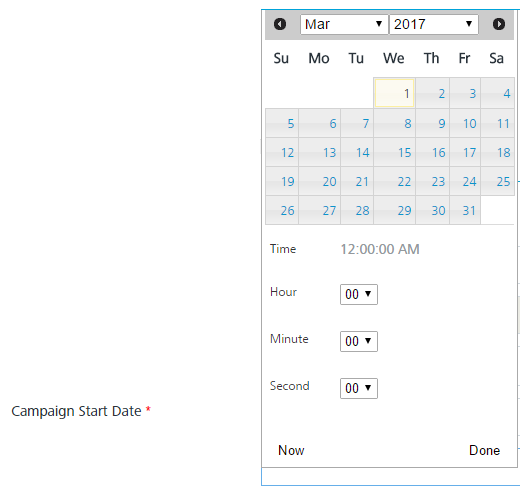 Mar 2017
Su Mo Tu We Th Fr Sa
1 2 3 4
5 6 7 8 9 10 11
12 13 14 15 16 17 18
19 20 21 22 23 24 25
26 27 28 29 30 31
Time 12:00:00 AM
Hour 00
Minute 00
Second 00
Campaign Start Date *
Now Done